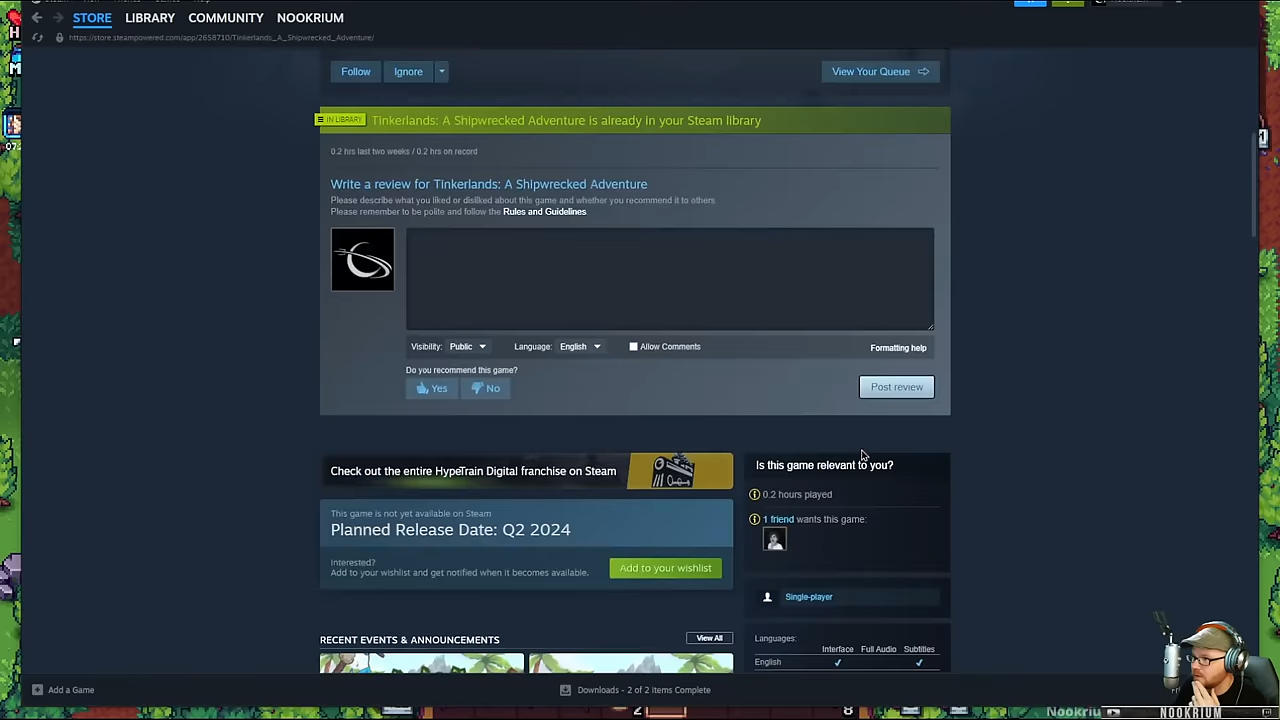 STORE LIBRARY COMMUNITY NOOKRIUM
https://store.steampowered.com/app/2658710/Tinkerlands_A_Shipwrecked_Adventure/
Follow Ignore View Your Queue
IN LIBRARY Tinkerlands: A Shipwrecked Adventure is already in your Steam library
0.2 hrs last two weeks / 0.2 hrs on record
Write a review for Tinkerlands: A Shipwrecked Adventure
Please describe what you liked or disliked about this game and whether you recommend it to others.
Please remember to be polite and follow the Rules and Guidelines.
Visibility: Public Language: English Allow Comments Formatting help
Do you recommend this game?
Yes No Post review
Check out the entire HypeTrain Digital franchise on Steam
Is this game relevant to you?
0.2 hours played
1 friend wants this game:
This game is not yet available on Steam
Planned Release Date: Q2 2024
Interested?
Add to your wishlist and get notified when it becomes available. Add to your wishlist
Single-player
RECENT EVENTS & ANNOUNCEMENTS View All
Languages:
Interface Full Audio Subtitles
English ✔ ✔
Add a Game Downloads - 2 of 2 items Complete
NOOKRIUM